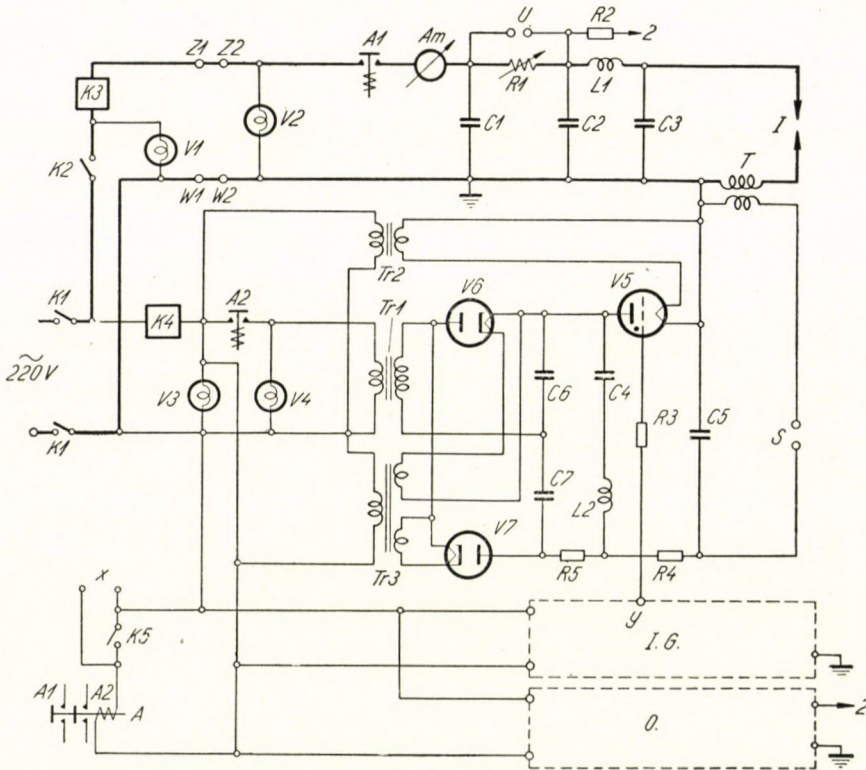 U R2
Z1 Z2 A1 Am 2
K3 R1 L1
V1 V2 C1 C2 C3 I
K2 T
W1 W2
Tr2
A2 Tr1 V6 V5
K1 K4
~
220V V3 V4 C6 C4 R3 C5 S
K1
C7 L2
V7
Tr3 R5 R4
x
K5 y
I.G.
A1 A2
A O. 2